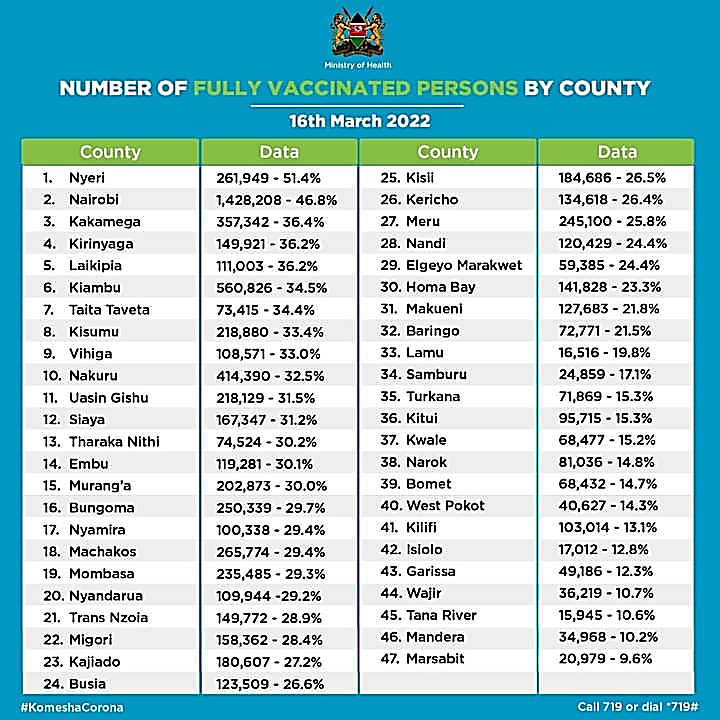 Ministry of Health
NUMBER OF FULLY VACCINATED PERSONS BY COUNTY
16th March 2022
County Data
1. Nyeri 261,949 - 51.4%
2. Nairobi 1,428,208 - 46.8%
3. Kakamega 357,342 - 36.4%
4. Kirinyaga 149,921 - 36.2%
5. Laikipia 111,003 - 36.2%
6. Kiambu 560,826 - 34.5%
7. Taita Taveta 73,415 - 34.4%
8. Kisumu 218,880 - 33.4%
9. Vihiga 108,571 - 33.0%
10. Nakuru 414,390 - 32.5%
11. Uasin Gishu 218,129 - 31.5%
12. Siaya 167,347 - 31.2%
13. Tharaka Nithi 74,524 - 30.2%
14. Embu 119,281 - 30.1%
15. Murang'a 202,873 - 30.0%
16. Bungoma 250,339 - 29.7%
17. Nyamira 100,338 - 29.4%
18. Machakos 265,774 - 29.4%
19. Mombasa 235,485 - 29.3%
20. Nyandarua 109,944 -29.2%
21. Trans Nzoia 149,772 - 28.9%
22. Migori 158,362 - 28.4%
23. Kajiado 180,607 - 27.2%
24. Busia 123,509 - 26.6%
County Data
25. Kisii 184,686 - 26.5%
26. Kericho 134,618 - 26.4%
27. Meru 245,100 - 25.8%
28. Nandi 120,429 - 24.4%
29. Elgeyo Marakwet 59,385 - 24.4%
30. Homa Bay 141,828 - 23.3%
31. Makueni 127,683 - 21.8%
32. Baringo 72,771 - 21.5%
33. Lamu 16,516 - 19.8%
34. Samburu 24,859 - 17.1%
35. Turkana 71,869 - 15.3%
36. Kitui 95,715 - 15.3%
37. Kwale 68,477 - 15.2%
38. Narok 81,036 - 14.8%
39. Bomet 68,432 - 14.7%
40. West Pokot 40,627 - 14.3%
41. Kilifi 103,014 - 13.1%
42. Isiolo 17,012 - 12.8%
43. Garissa 49,186 - 12.3%
44. Wajir 36,219 - 10.7%
45. Tana River 15,945 - 10.6%
46. Mandera 34,968 - 10.2%
47. Marsabit 20,979 - 9.6%
#KomeshaCorona
Call 719 or dial *719#